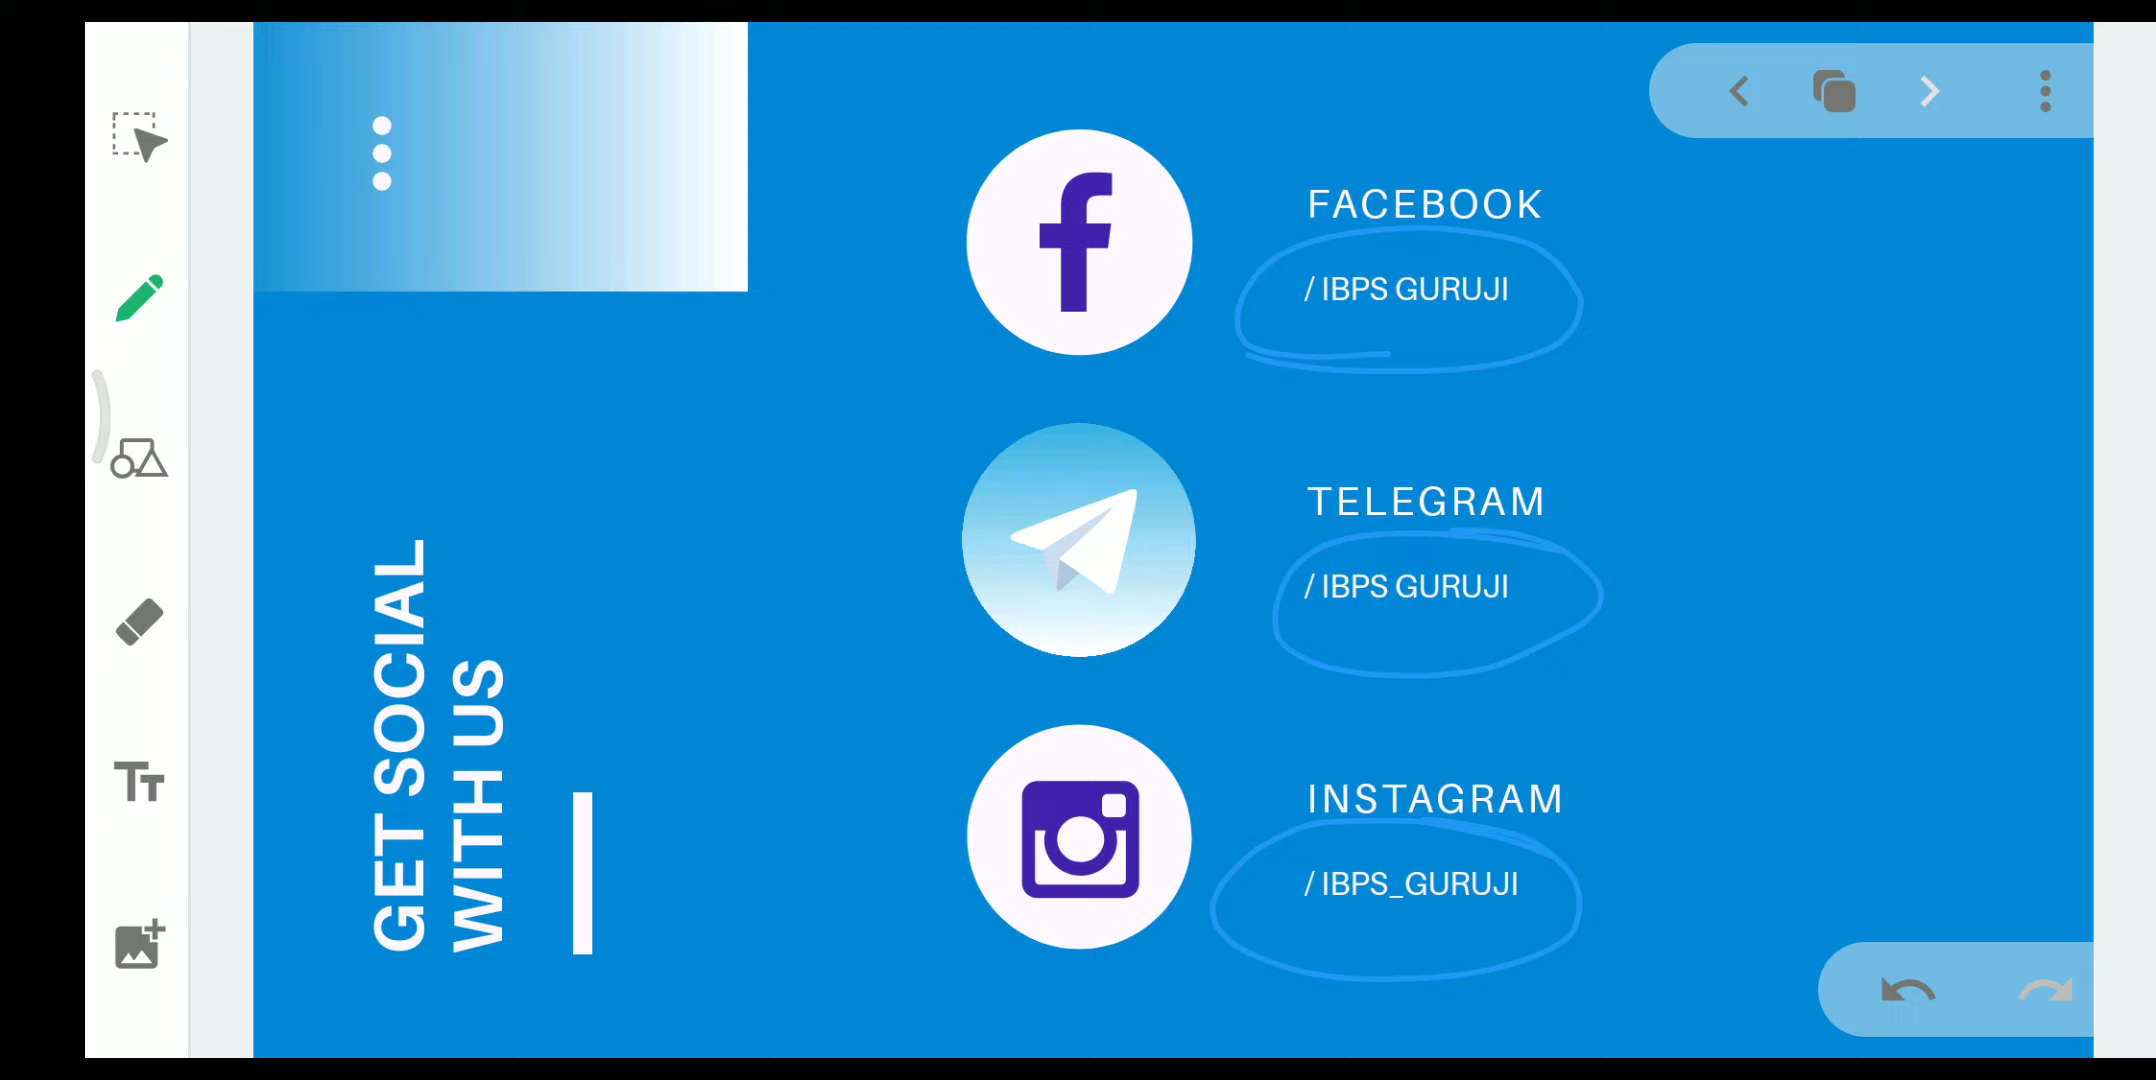 GET SOCIAL
WITH US
FACEBOOK
/ IBPS GURUJI
TELEGRAM
/ IBPS GURUJI
INSTAGRAM
/ IBPS_GURUJI